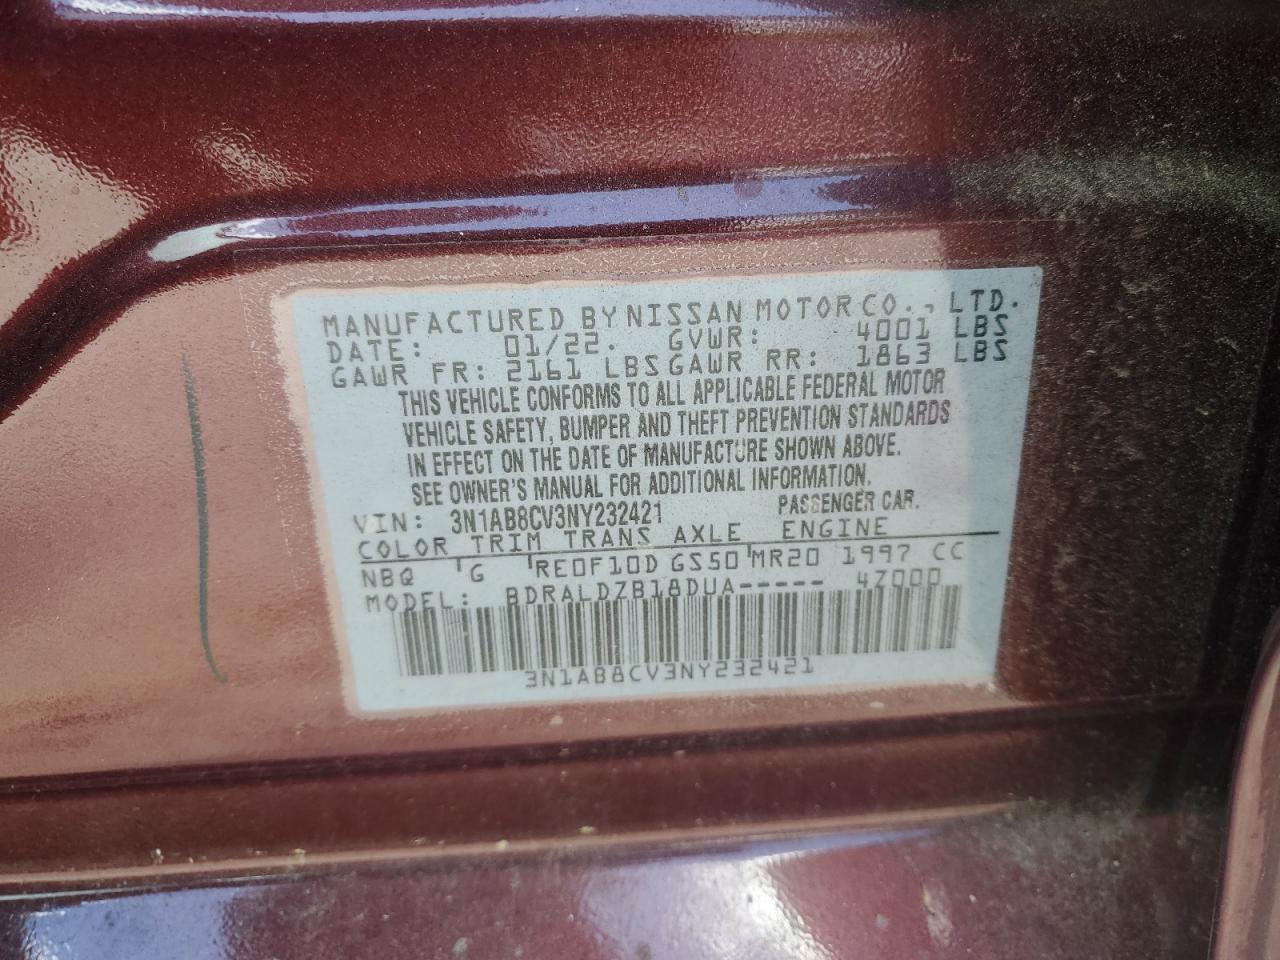 MANUFACTURED BY NISSAN MOTOR CO., LTD.
DATE: 01/22. GVWR: 4001 LBS
GAWR FR: 2161 LBS GAWR RR: 1863 LBS
THIS VEHICLE CONFORMS TO ALL APPLICABLE FEDERAL MOTOR
VEHICLE SAFETY, BUMPER AND THEFT PREVENTION STANDARDS
IN EFFECT ON THE DATE OF MANUFACTURE SHOWN ABOVE.
SEE OWNER'S MANUAL FOR ADDITIONAL INFORMATION.
VIN: 3N1AB8CV3NY232421 PASSENGER CAR.
COLOR TRIM TRANS AXLE ENGINE
NBQ G RE0F10D GS50 MR20 1997 CC
MODEL: BDRALDZB18DUA----- 4Z000
3N1AB8CV3NY232421